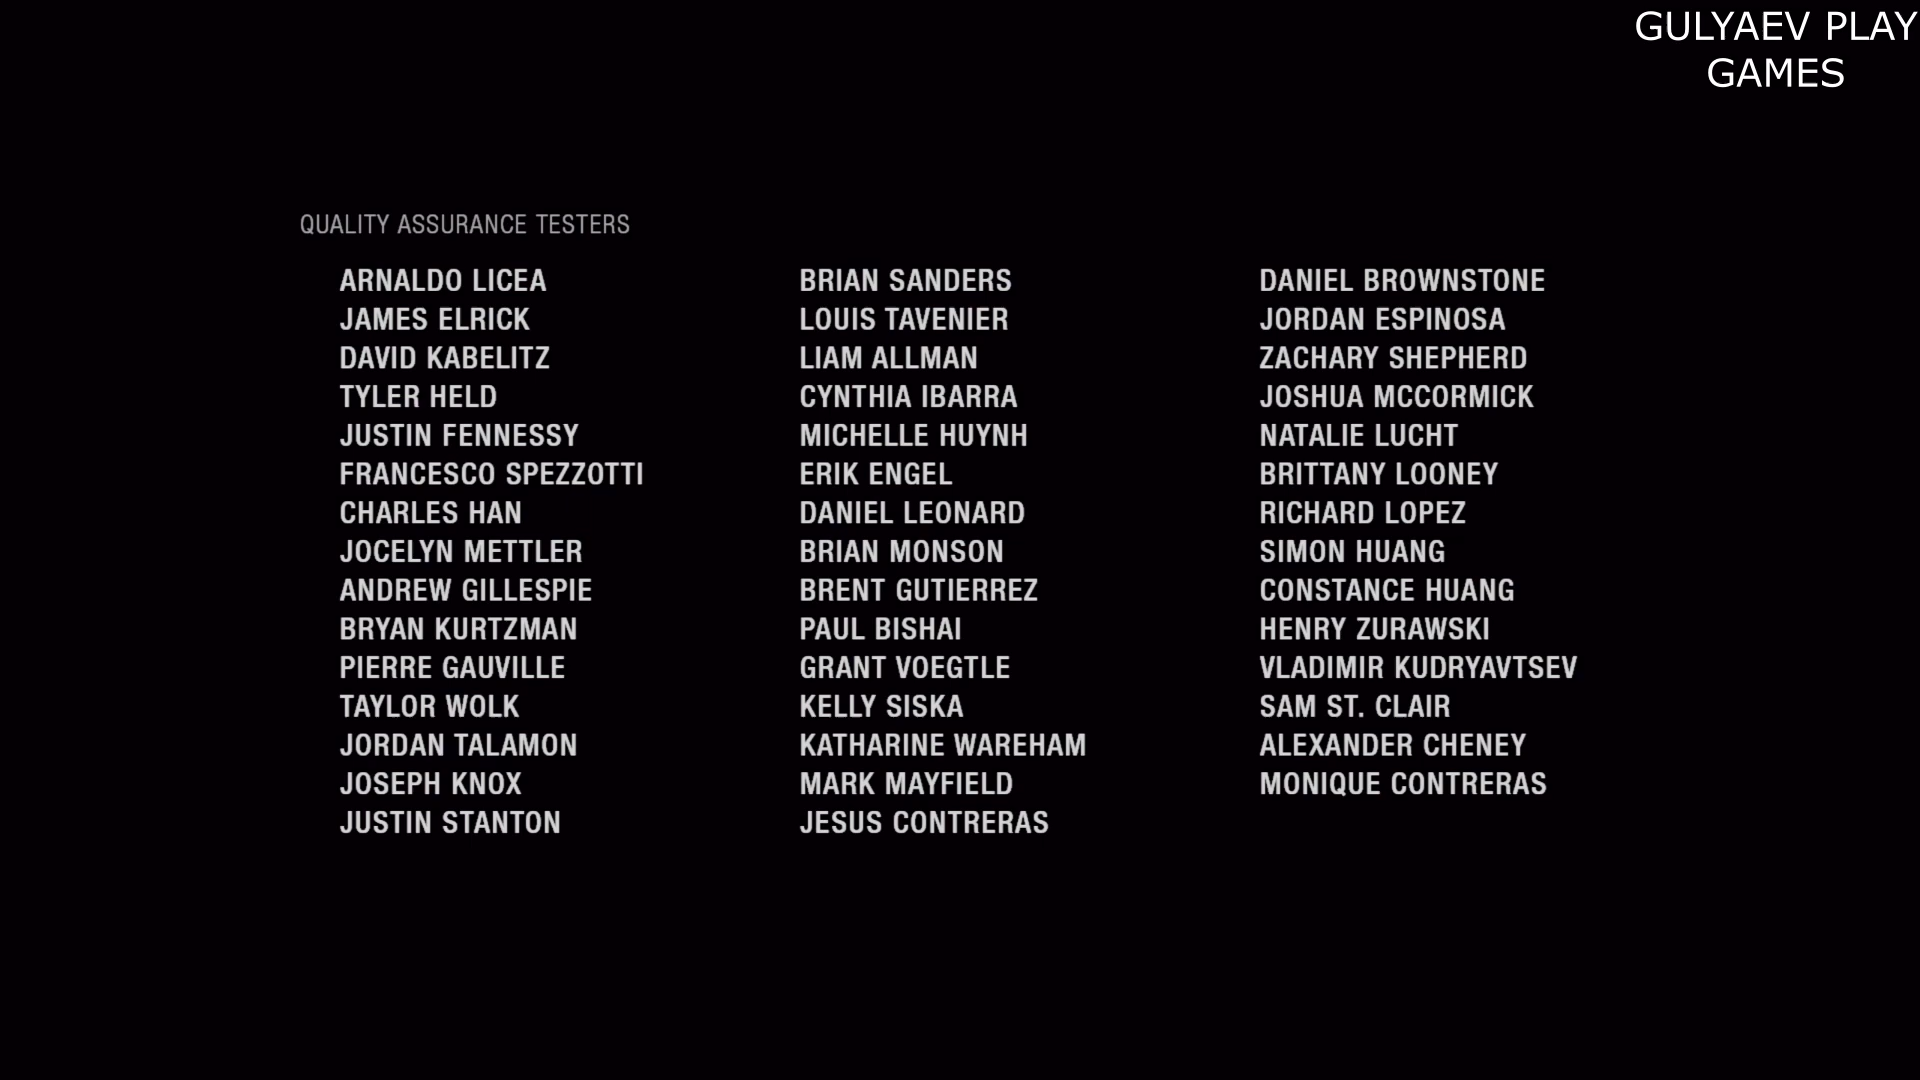 GULYAEV PLAY
GAMES
QUALITY ASSURANCE TESTERS
ARNALDO LICEA
JAMES ELRICK
DAVID KABELITZ
TYLER HELD
JUSTIN FENNESSY
FRANCESCO SPEZZOTTI
CHARLES HAN
JOCELYN METTLER
ANDREW GILLESPIE
BRYAN KURTZMAN
PIERRE GAUVILLE
TAYLOR WOLK
JORDAN TALAMON
JOSEPH KNOX
JUSTIN STANTON
BRIAN SANDERS
LOUIS TAVENIER
LIAM ALLMAN
CYNTHIA IBARRA
MICHELLE HUYNH
ERIK ENGEL
DANIEL LEONARD
BRIAN MONSON
BRENT GUTIERREZ
PAUL BISHAI
GRANT VOEGTLE
KELLY SISKA
KATHARINE WAREHAM
MARK MAYFIELD
JESUS CONTRERAS
DANIEL BROWNSTONE
JORDAN ESPINOSA
ZACHARY SHEPHERD
JOSHUA MCCORMICK
NATALIE LUCHT
BRITTANY LOONEY
RICHARD LOPEZ
SIMON HUANG
CONSTANCE HUANG
HENRY ZURAWSKI
VLADIMIR KUDRYAVTSEV
SAM ST. CLAIR
ALEXANDER CHENEY
MONIQUE CONTRERAS